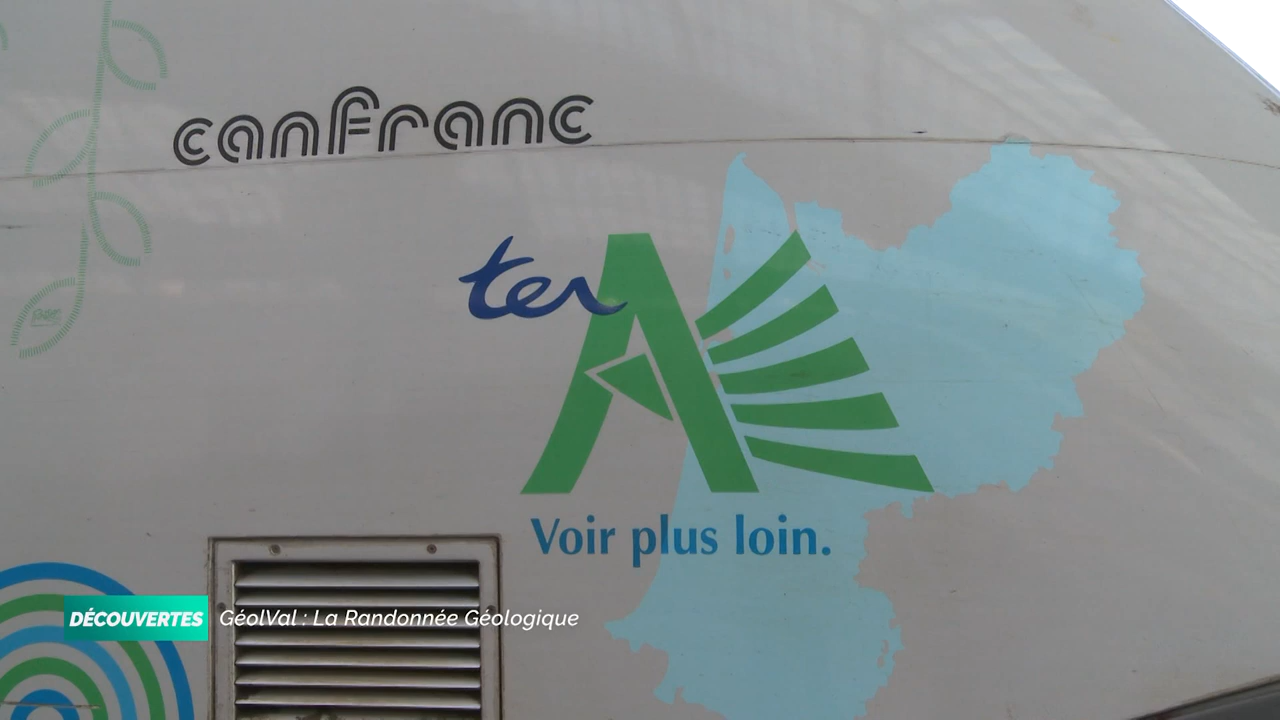 canfranc
ter
Voir plus loin.
DÉCOUVERTES GéolVal : La Randonnée Géologique